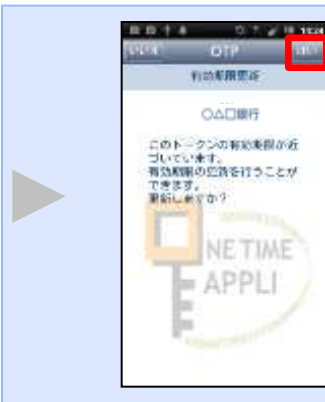 OTP
有効期限更新
○△□銀行
このトークンの有効期限が近
づいています。
有効期限の更新を行うことが
できます。
更新しますか？
ONE TIME
APPLI